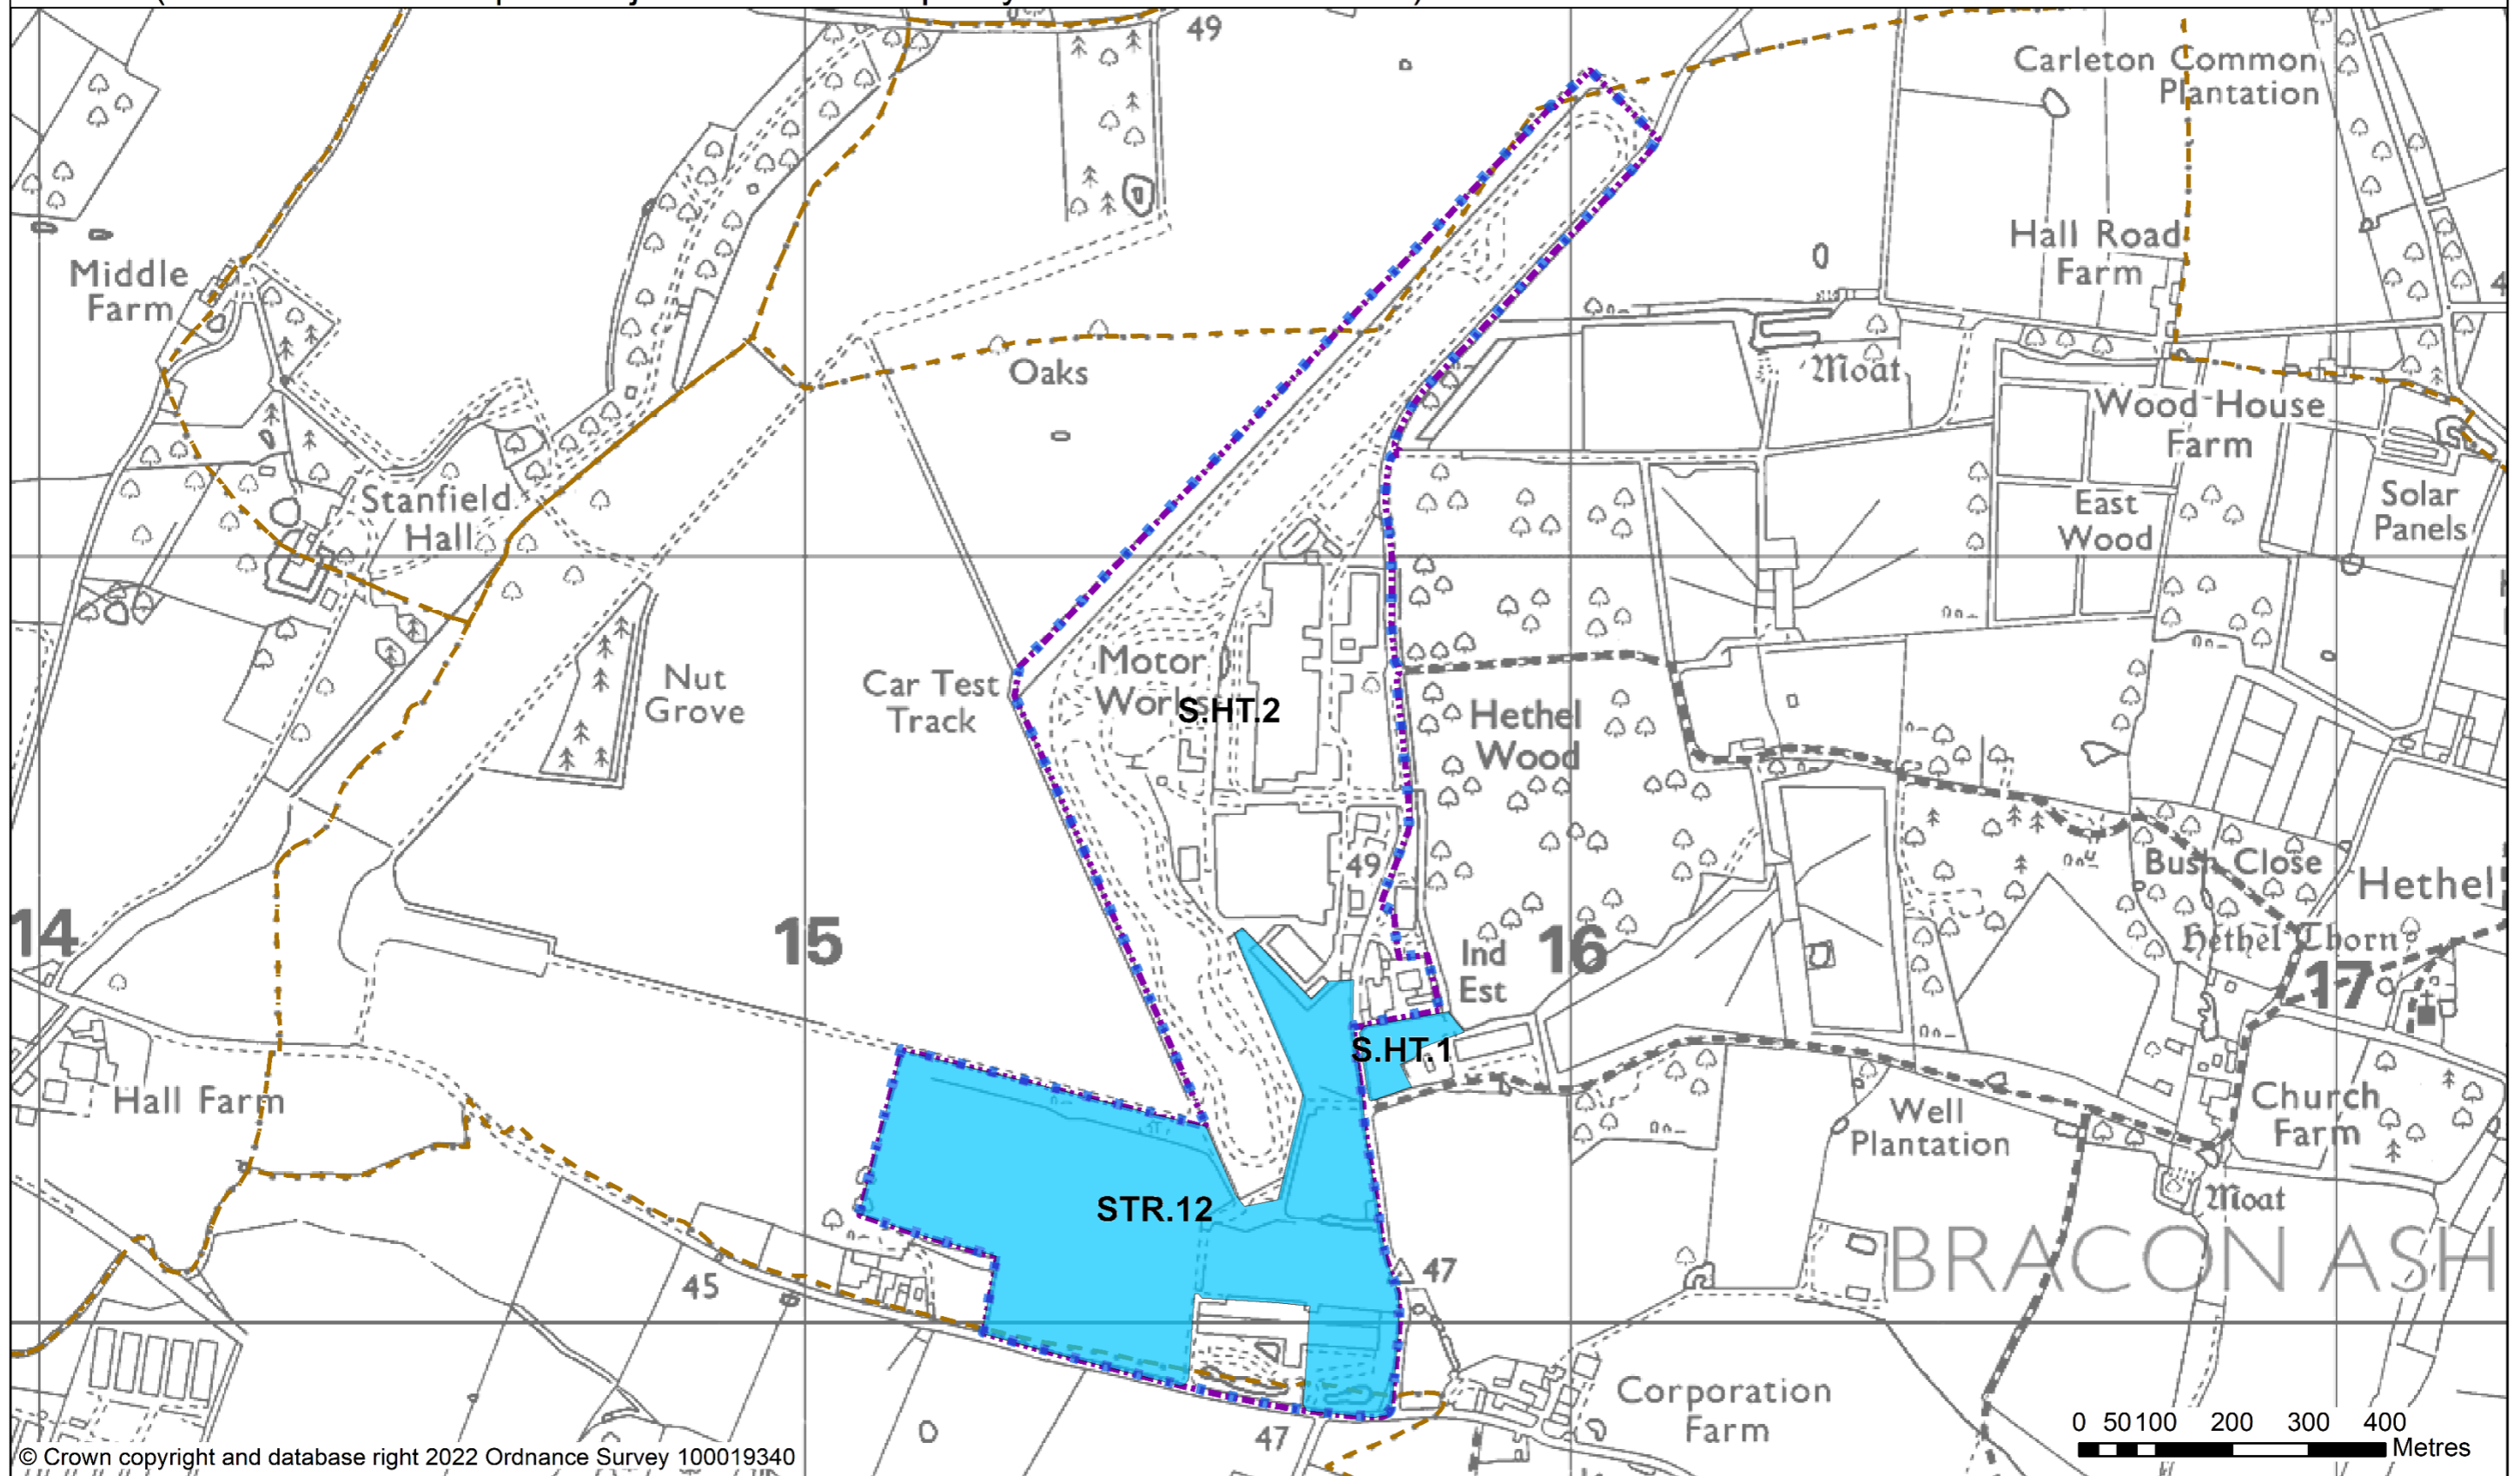 49
Carleton Common
Plantation
Middle
Farm
Hall Road
Farm
Oaks
Moat
Wood House
Farm
Stanfield
Hall
East
Wood
Solar
Panels
Nut
Grove
Car Test
Track
Motor
Works
S.HT.2
Hethel
Wood
49
Bush Close
Hethel
14
15
Ind
Est
16
Hethel Thorn
17
S.HT.1
Hall Farm
Well
Plantation
Church
Farm
STR.12
Moat
45
47
BRACON ASH
Corporation
Farm
47
0 50 100 200 300 400
Metres
© Crown copyright and database right 2022 Ordnance Survey 100019340